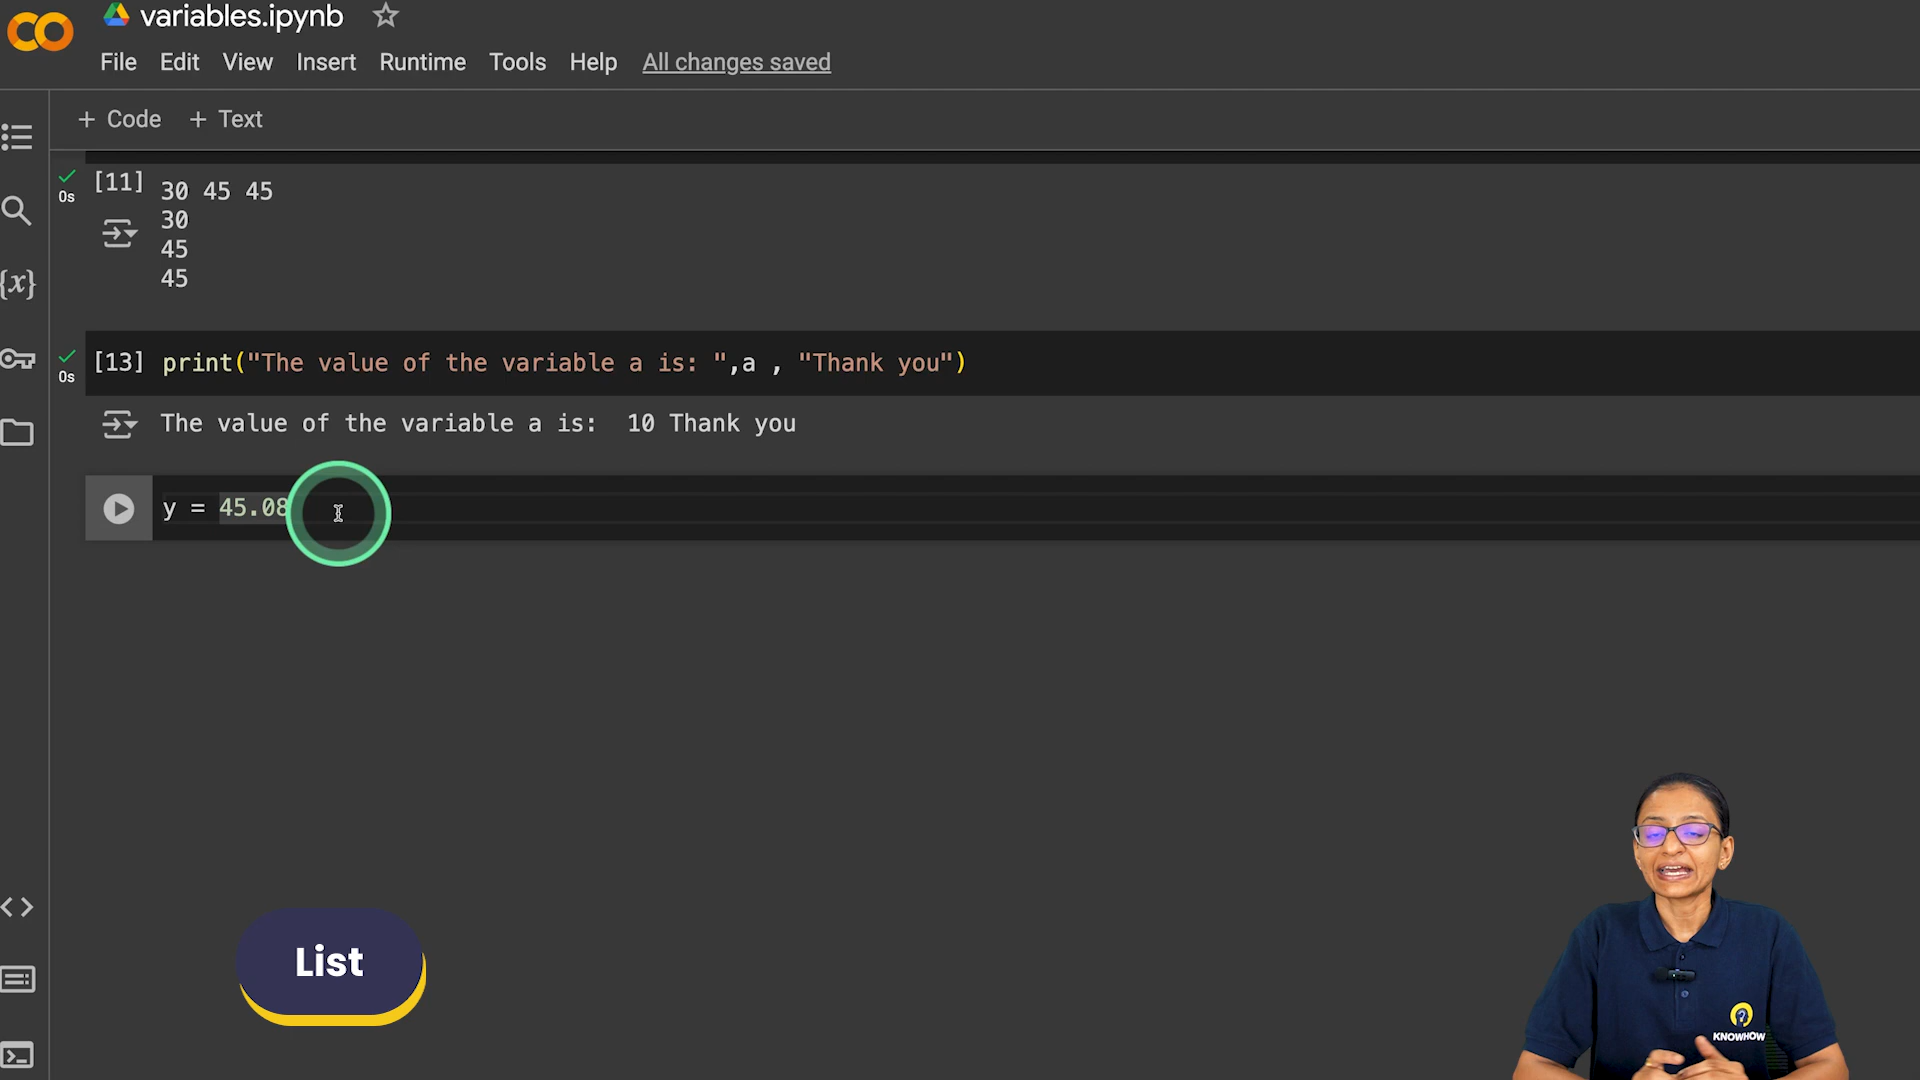 variables.ipynb
File Edit View Insert Runtime Tools Help All changes saved
+ Code + Text
[11] 30 45 45
0s
30
45
45
[13] print("The value of the variable a is: ",a , "Thank you")
0s
The value of the variable a is:  10 Thank you
y = 45.08
{x}
List
KNOWHOW